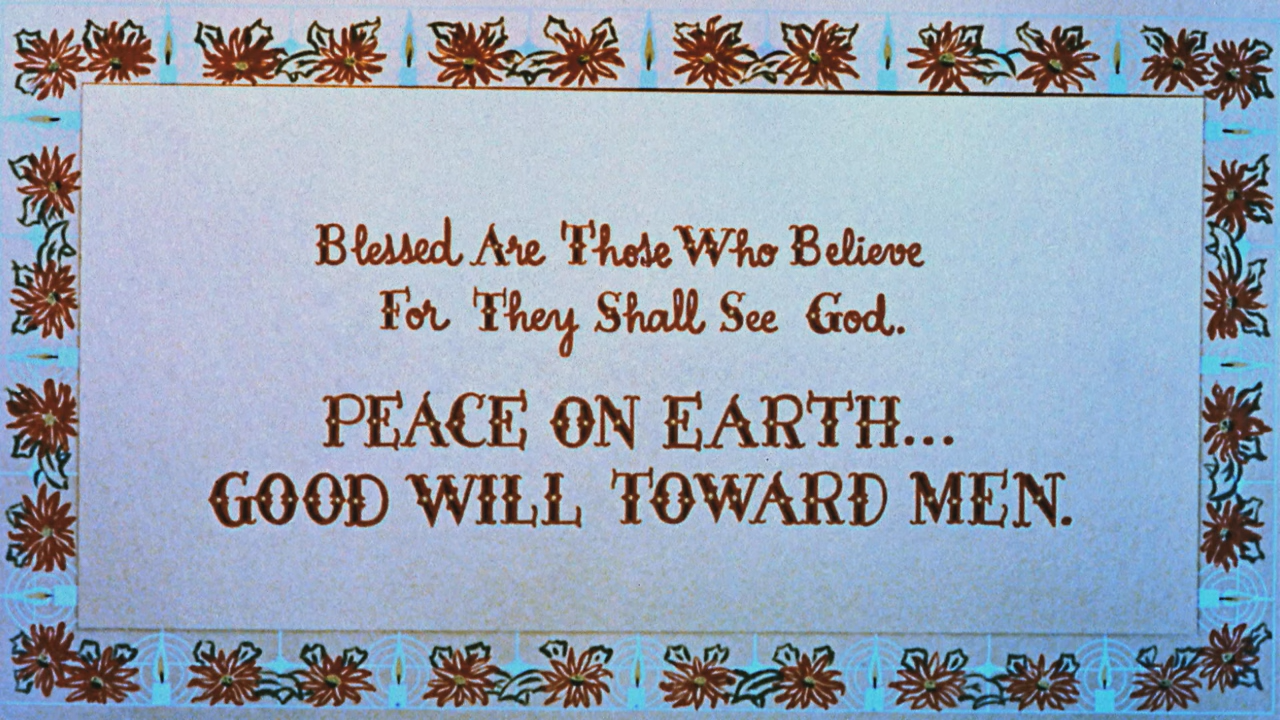 Blessed Are Those Who Believe
For They Shall See God.
PEACE ON EARTH...
GOOD WILL TOWARD MEN.